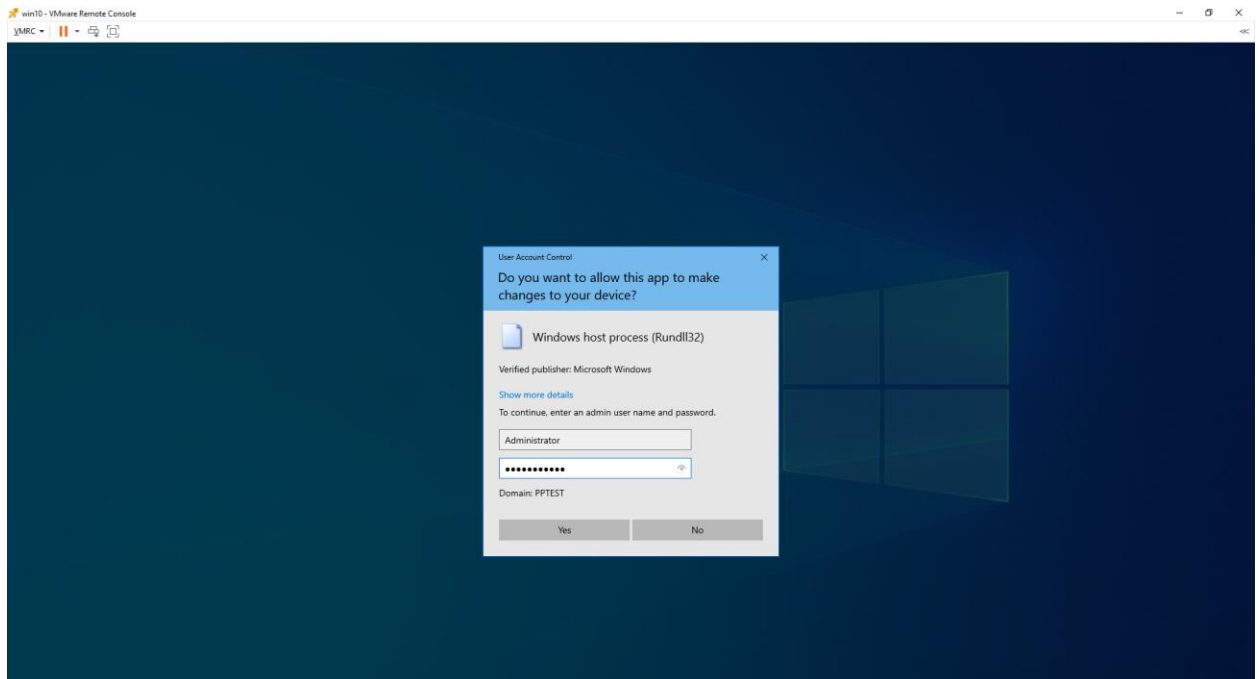 win10 - VMware Remote Console
VMRC
User Account Control
Do you want to allow this app to make
changes to your device?
Windows host process (Rundll32)
Verified publisher: Microsoft Windows
Show more details
To continue, enter an admin user name and password.
Administrator
•••••••••••
Domain: PPTEST
Yes No